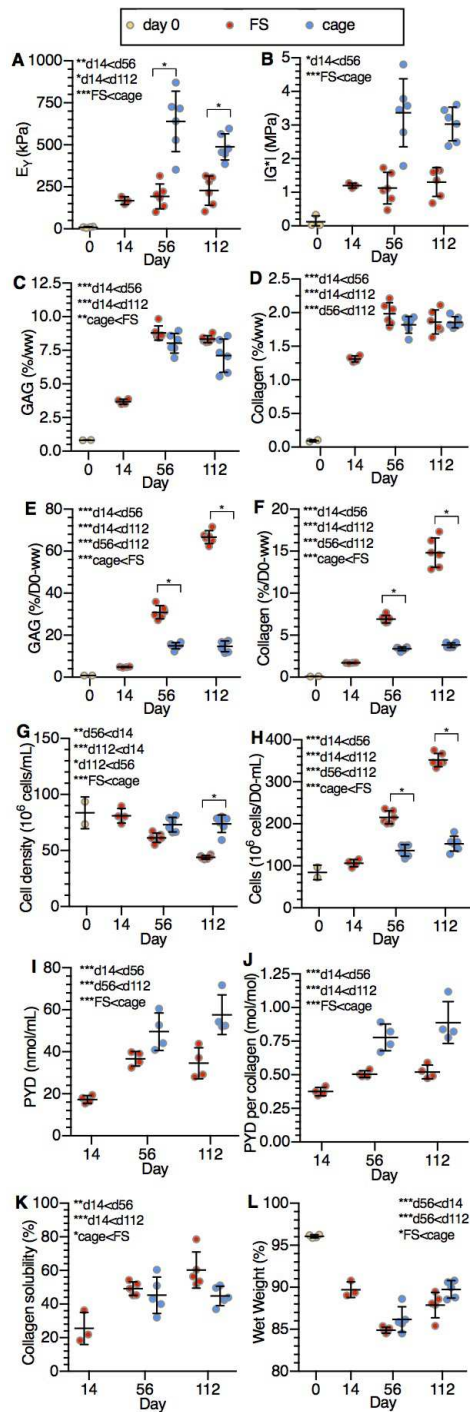 day 0 FS cage
A
**d14<d56
*d14<d112
***FS<cage
*
*
1000
750
500
250
0
E_Y (kPa)
0 14 56 112
Day
B
*d14<d56
***FS<cage
5
4
3
2
1
0
|G*| (MPa)
0 14 56 112
Day
C
***d14<d56
***d14<d112
**cage<FS
12.5
10.0
7.5
5.0
2.5
0.0
GAG (%/ww)
0 14 56 112
Day
D
***d14<d56
***d14<d112
***d56<d112
2.5
2.0
1.5
1.0
0.5
0.0
Collagen (%/ww)
0 14 56 112
Day
E
***d14<d56
***d14<d112
***d56<d112
***cage<FS
*
*
80
60
40
20
0
GAG (%/D0-ww)
0 14 56 112
Day
F
***d14<d56
***d14<d112
***d56<d112
***cage<FS
*
*
20
15
10
5
0
Collagen (%/D0-ww)
0 14 56 112
Day
G
**d56<d14
***d112<d14
*d112<d56
***FS<cage
*
150
100
50
0
Cell density (10⁶ cells/mL)
0 14 56 112
Day
H
***d14<d56
***d14<d112
***d56<d112
***cage<FS
*
*
400
300
200
100
0
Cells (10⁶ cells/D0-mL)
0 14 56 112
Day
I
***d14<d56
***d56<d112
***FS<cage
80
60
40
20
0
PYD (nmol/mL)
14 56 112
Day
J
***d14<d56
***d14<d112
***FS<cage
1.25
1.00
0.75
0.50
0.25
0.00
PYD per collagen (mol/mol)
14 56 112
Day
K
**d14<d56
***d14<d112
*cage<FS
100
80
60
40
20
0
Collagen solubility (%)
14 56 112
Day
L
***d56<d14
***d56<d112
*FS<cage
100
95
90
85
80
Wet Weight (%)
0 14 56 112
Day